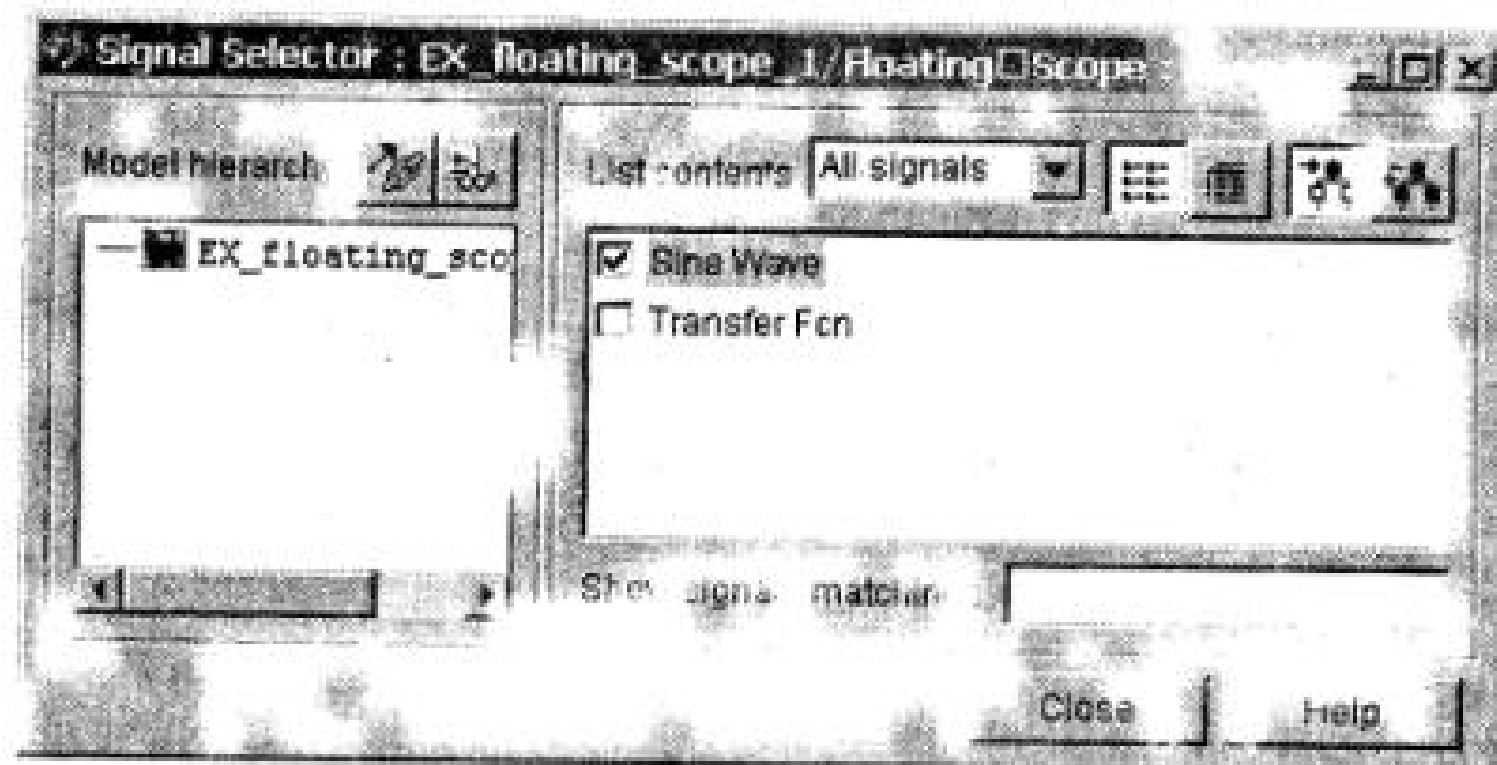 Signal Selector : EX_floating_scope_1/Floating□Scope
Model hierarch
List contents
All signals
EX_floating_sco
Sine Wave
Transfer Fcn
Close
Help